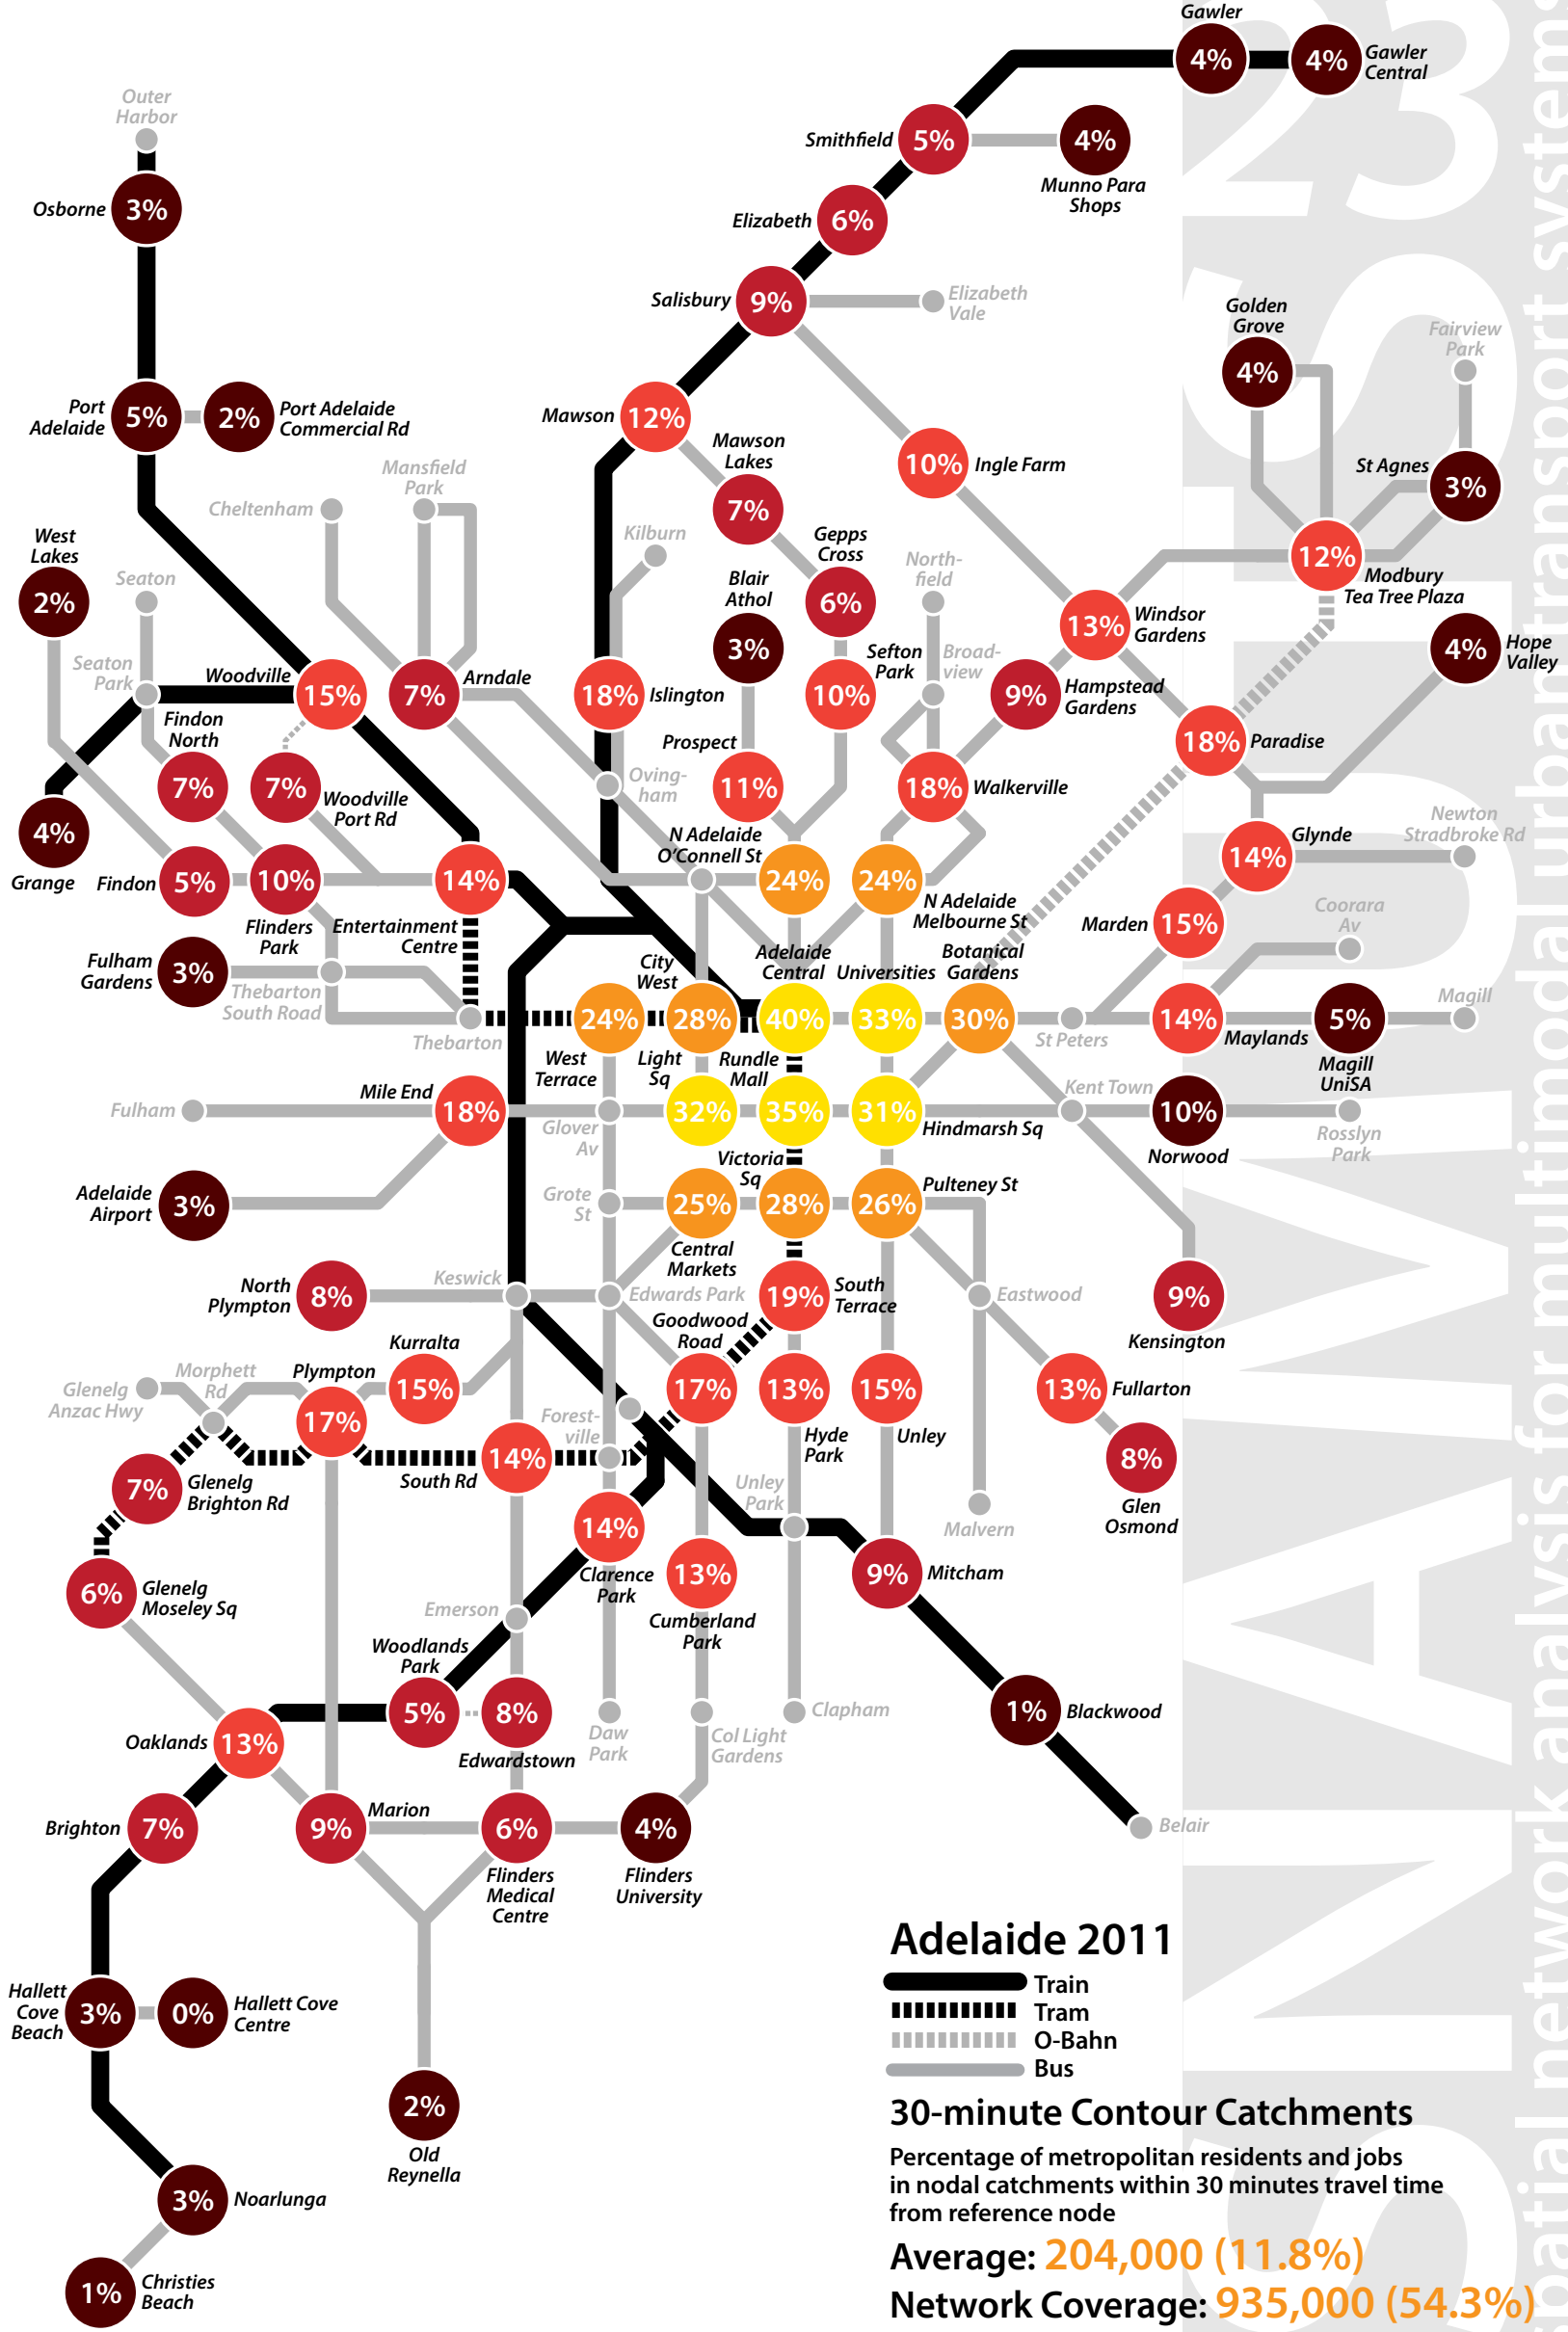 Gawler
4%
4%
Gawler
Central
Outer
Harbor
Smithfield
5%
4%
Munno Para
Shops
Osborne
3%
Elizabeth
6%
Salisbury
9%
Elizabeth
Vale
Golden
Grove
4%
Fairview
Park
Port
Adelaide
5%
2%
Port Adelaide
Commercial Rd
Mawson
12%
Mawson
Lakes
7%
10%
Ingle Farm
St Agnes
3%
Mansfield
Park
Cheltenham
West
Lakes
2%
Seaton
Kilburn
Gepps
Cross
6%
North-
field
12%
Modbury
Tea Tree Plaza
Blair
Athol
3%
13%
Windsor
Gardens
4%
Hope
Valley
Seaton
Park
Woodville
15%
7%
Arndale
18%
Islington
10%
Sefton
Park
Broad-
view
9%
Hampstead
Gardens
Findon
North
7%
7%
Woodville
Port Rd
Prospect
11%
Oving-
ham
18%
Walkerville
18%
Paradise
4%
Grange
Findon
5%
10%
Flinders
Park
14%
Entertainment
Centre
N Adelaide
O'Connell St
24%
24%
N Adelaide
Melbourne St
Glynde
14%
Newton
Stradbroke Rd
Marden
15%
Coorara
Av
Fulham
Gardens
3%
Thebarton
South Road
Thebarton
City
West
Adelaide
Central
Universities
Botanical
Gardens
24%
28%
40%
33%
30%
St Peters
14%
Maylands
5%
Magill
UniSA
Magill
West
Terrace
Light
Sq
Rundle
Mall
Fulham
Mile End
18%
Glover
Av
32%
35%
31%
Hindmarsh Sq
Kent Town
10%
Norwood
Rosslyn
Park
Adelaide
Airport
3%
Grote
St
25%
Central
Markets
Victoria
Sq
28%
26%
Pulteney St
North
Plympton
8%
Keswick
Edwards Park
19%
South
Terrace
Eastwood
9%
Kensington
Goodwood
Road
17%
13%
Hyde
Park
15%
Unley
13%
Fullarton
Glenelg
Anzac Hwy
Morphett
Rd
Plympton
17%
Kurralta
15%
Forest-
ville
7%
Glenelg
Brighton Rd
South Rd
14%
8%
Glen
Osmond
Unley
Park
Malvern
14%
Clarence
Park
13%
Cumberland
Park
9%
Mitcham
6%
Glenelg
Moseley Sq
Emerson
Woodlands
Park
5%
8%
Edwardstown
Daw
Park
Col Light
Gardens
Clapham
1%
Blackwood
Oaklands
13%
Brighton
7%
9%
Marion
6%
Flinders
Medical
Centre
4%
Flinders
University
Belair
Hallett
Cove
Beach
3%
0%
Hallett Cove
Centre
2%
Old
Reynella
3%
Noarlunga
1%
Christies
Beach
Adelaide 2011
Train
Tram
O-Bahn
Bus
30-minute Contour Catchments
Percentage of metropolitan residents and jobs
in nodal catchments within 30 minutes travel time
from reference node
Average: 204,000 (11.8%)
Network Coverage: 935,000 (54.3%)
SNAMUTS 23
spatial network analysis for multimodal urban transport systems